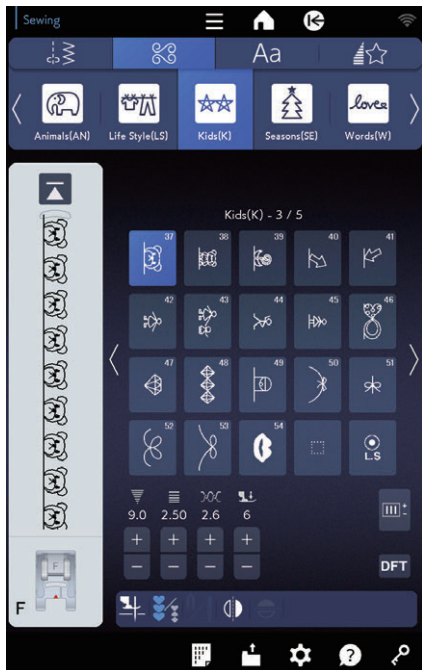 Sewing
Aa
love
Animals(AN) Life Style(LS) Kids(K) Seasons(SE) Words(W)
Kids(K) - 3 / 5
37 38 39 40 41
42 43 44 45 46
47 48 49 50 51
52 53 54 L.S
9.0 2.50 2.6 6
+ + + +
− − − −
DFT
F
F
?